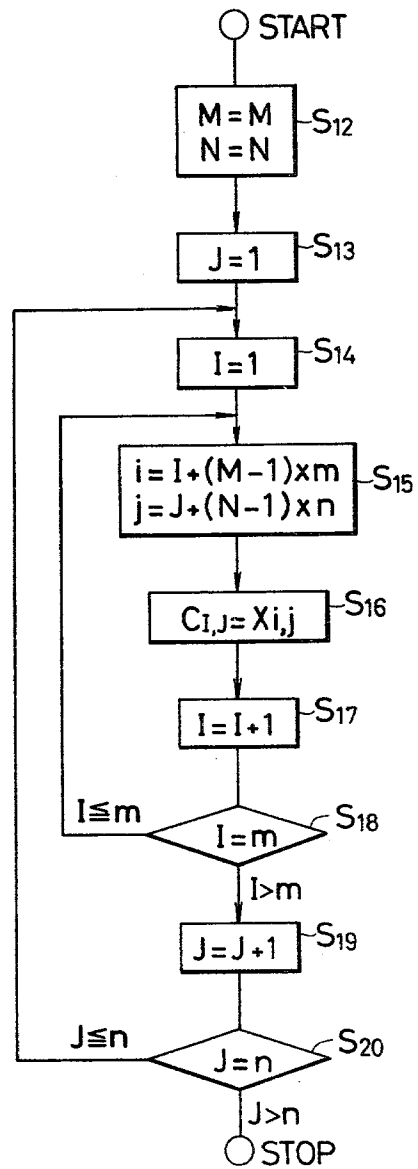 START
M = M
N = N
S12
J = 1
S13
I = 1
S14
i = I+(M-1)xm
j = J+(N-1)xn
S15
CI,J = Xi,j
S16
I = I+1
S17
I≦m
I = m
S18
I>m
J = J+1
S19
J≦n
J = n
S20
J>n
STOP